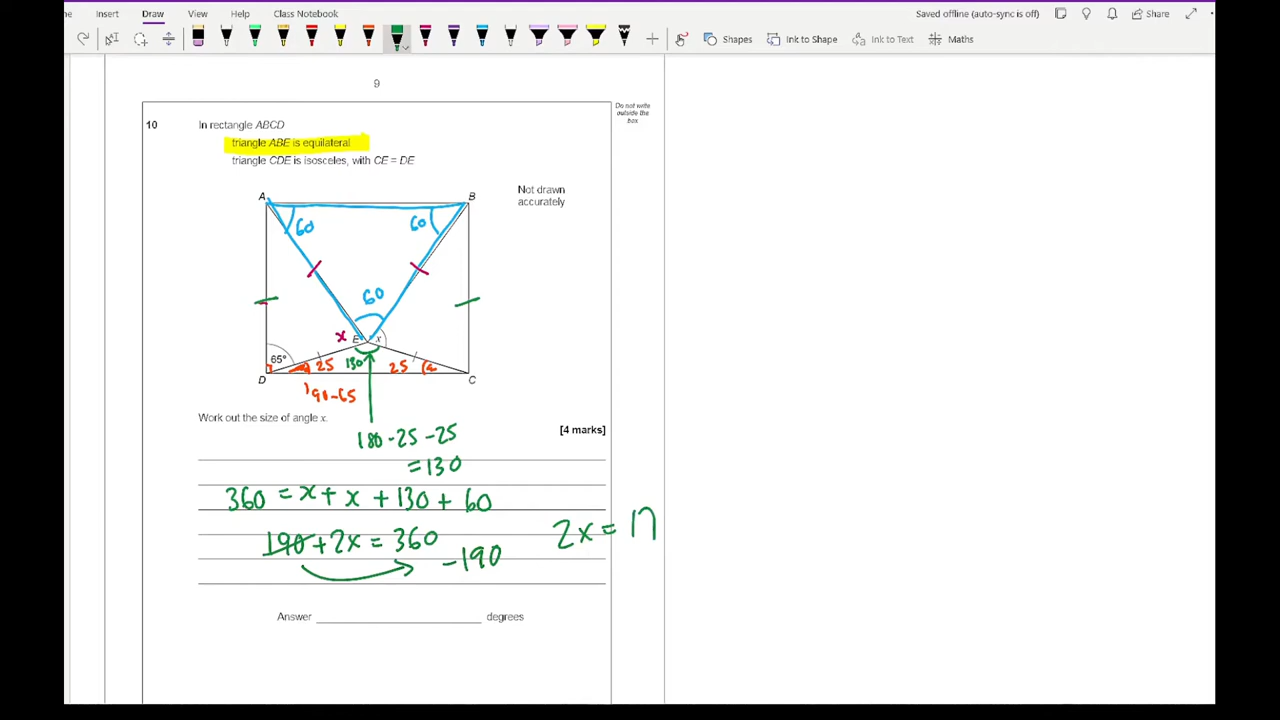 Insert Draw View Help Class Notebook Saved offline (auto-sync is off) Share
Shapes Ink to Shape Ink to Text Maths
9
Do not write
outside the
box
10 In rectangle ABCD
triangle ABE is equilateral
triangle CDE is isosceles, with CE = DE
Not drawn
accurately
A B
60 60
60
x E x
65° 25 130 25
D C
90-65
Work out the size of angle x.
[4 marks]
180-25-25
=130
360 = x + x + 130 + 60
2x =
190 + 2x = 360
-190
Answer degrees